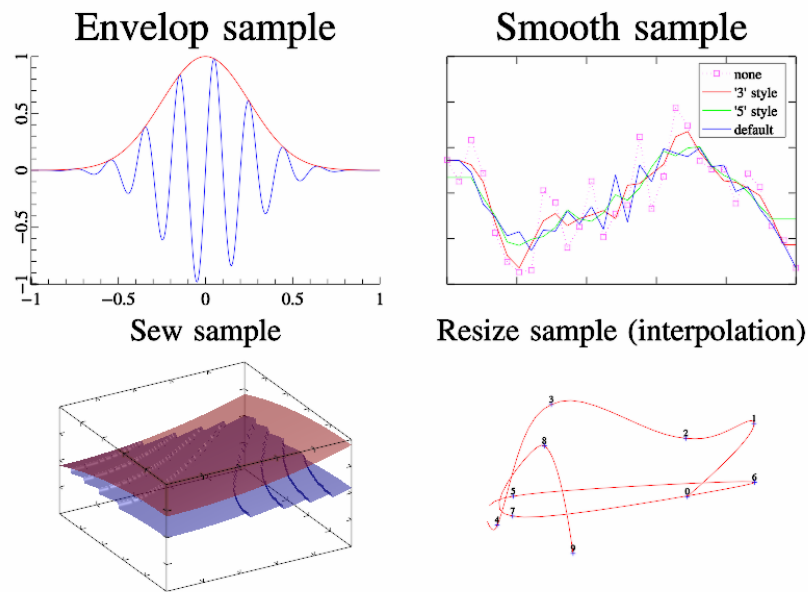 Envelop sample
1
0.5
0
−0.5
−1
−1
−0.5
0
0.5
1
Smooth sample
none
'3' style
'5' style
default
Sew sample
Resize sample (interpolation)
3
1
2
8
6
5
0
4
7
9